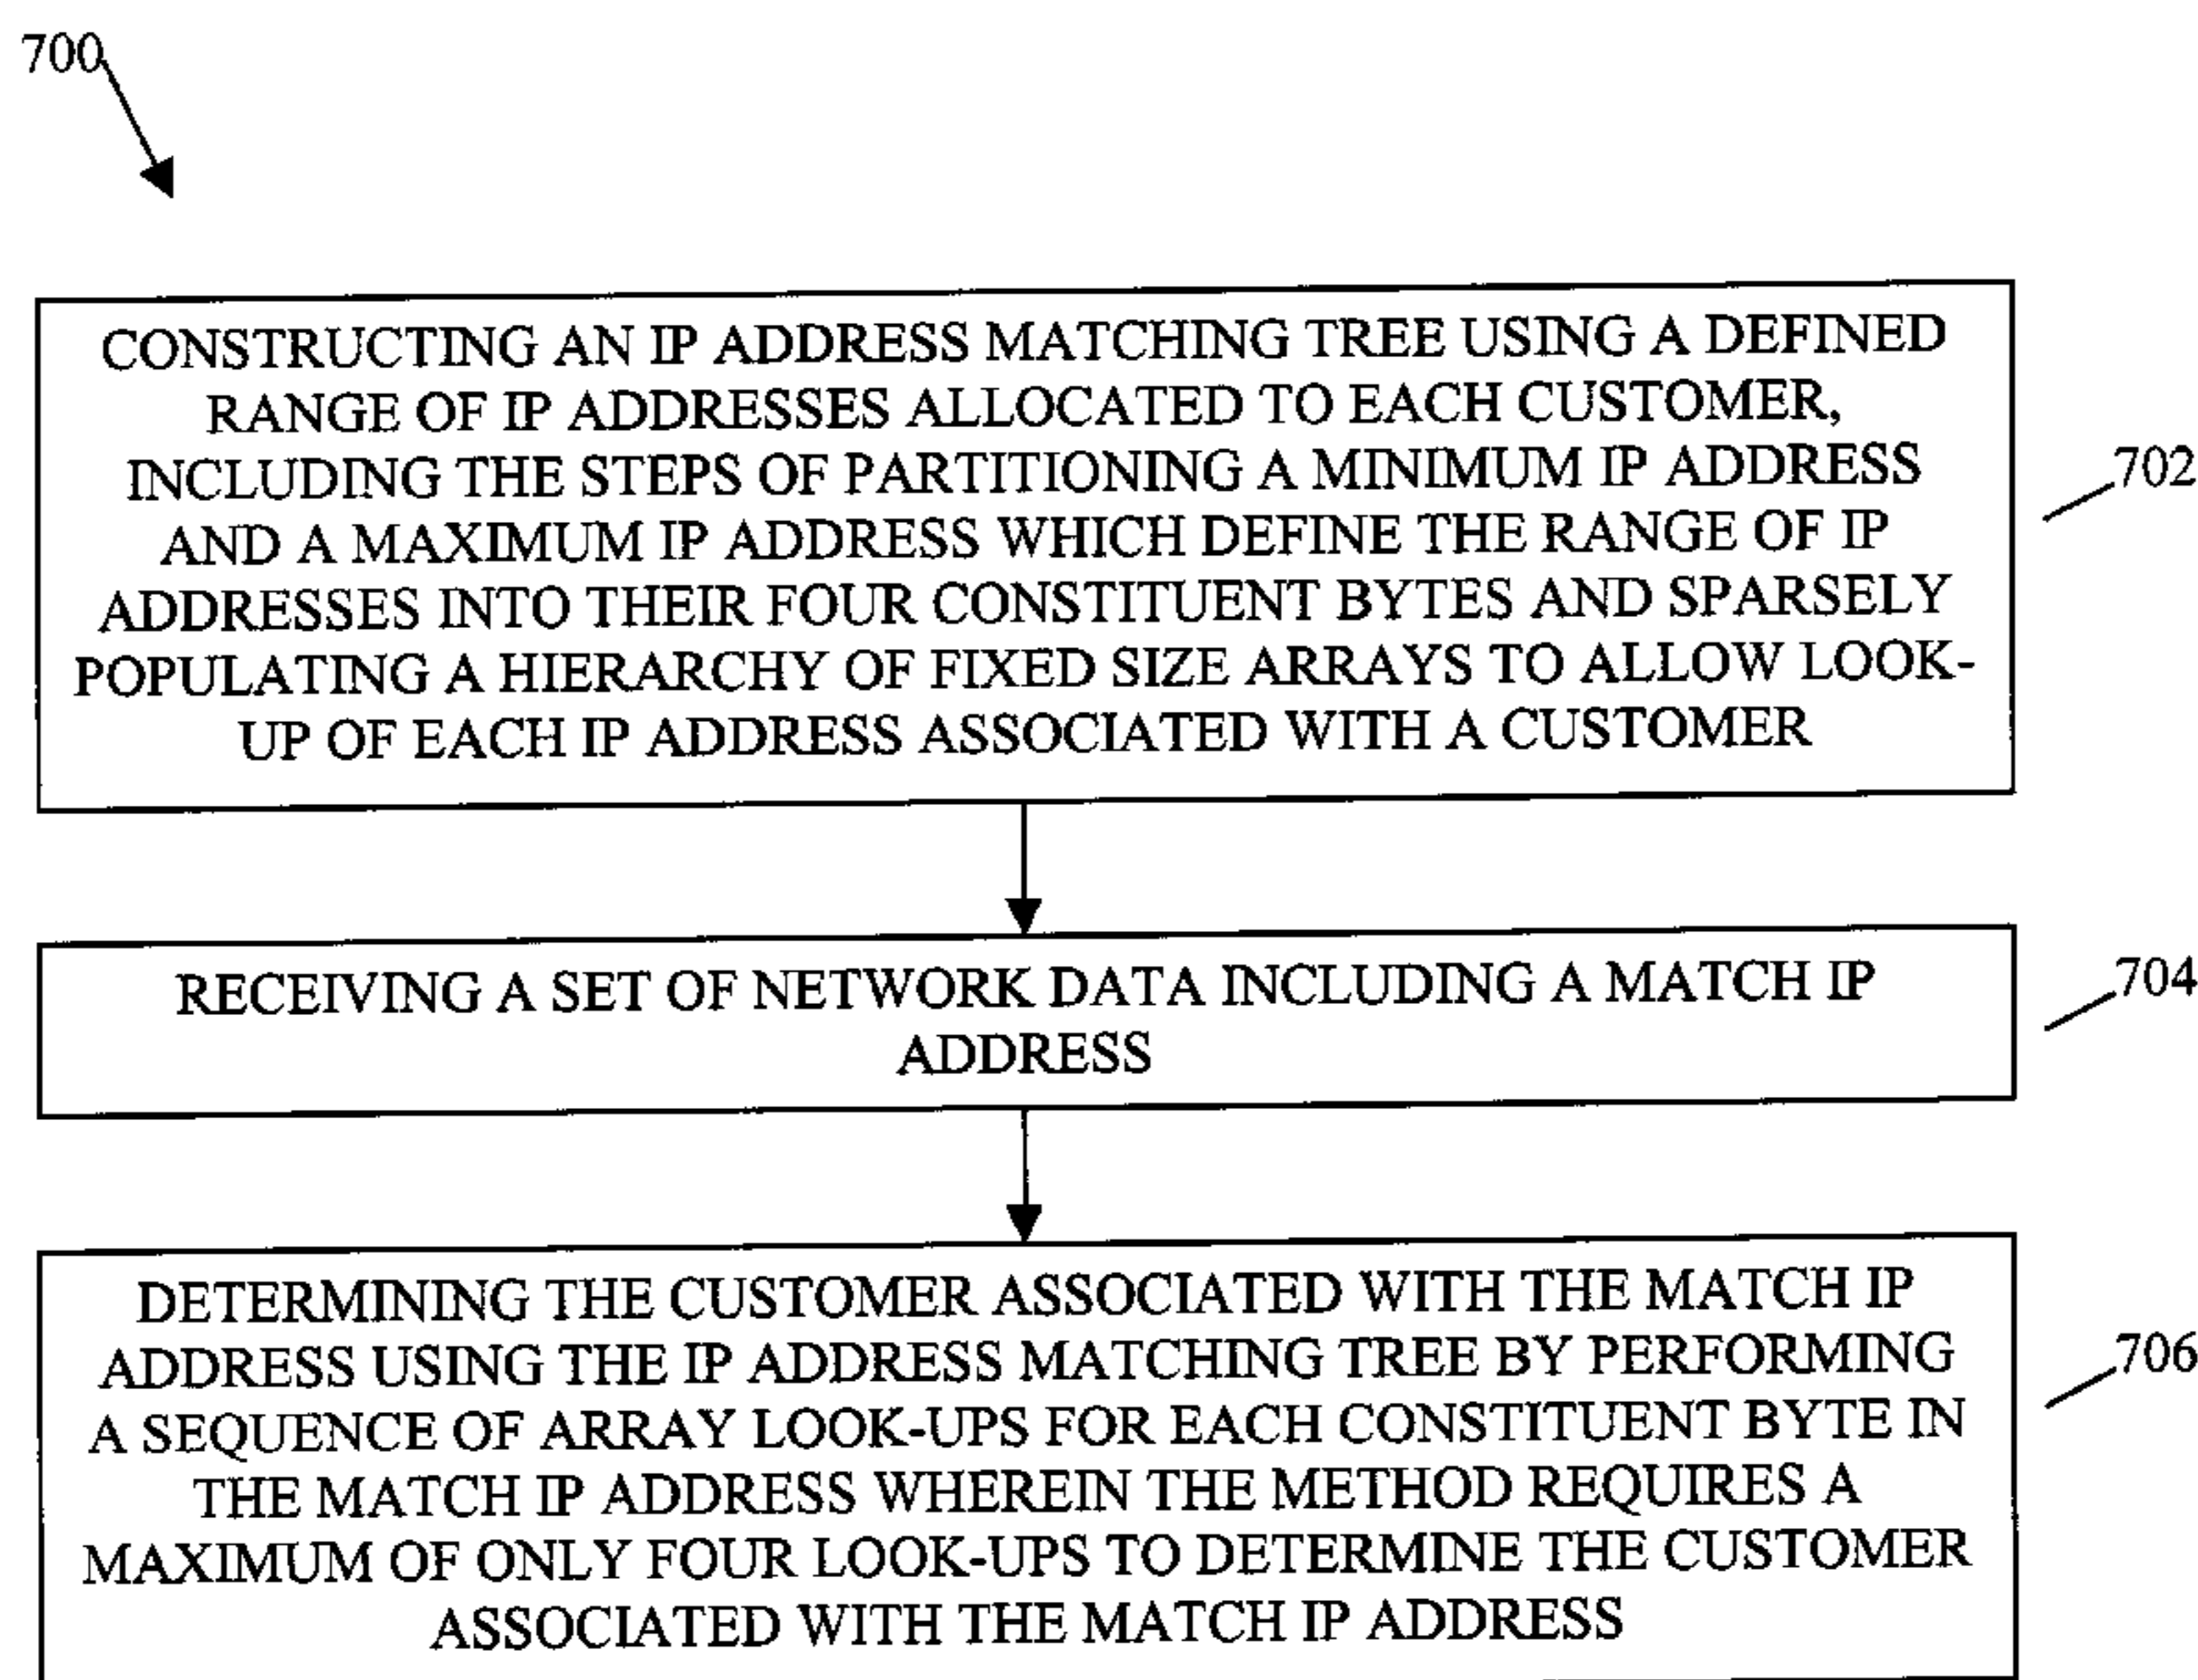 700
CONSTRUCTING AN IP ADDRESS MATCHING TREE USING A DEFINED
RANGE OF IP ADDRESSES ALLOCATED TO EACH CUSTOMER,
INCLUDING THE STEPS OF PARTITIONING A MINIMUM IP ADDRESS
AND A MAXIMUM IP ADDRESS WHICH DEFINE THE RANGE OF IP
ADDRESSES INTO THEIR FOUR CONSTITUENT BYTES AND SPARSELY
POPULATING A HIERARCHY OF FIXED SIZE ARRAYS TO ALLOW LOOK-
UP OF EACH IP ADDRESS ASSOCIATED WITH A CUSTOMER
702
RECEIVING A SET OF NETWORK DATA INCLUDING A MATCH IP
ADDRESS
704
DETERMINING THE CUSTOMER ASSOCIATED WITH THE MATCH IP
ADDRESS USING THE IP ADDRESS MATCHING TREE BY PERFORMING
A SEQUENCE OF ARRAY LOOK-UPS FOR EACH CONSTITUENT BYTE IN
THE MATCH IP ADDRESS WHEREIN THE METHOD REQUIRES A
MAXIMUM OF ONLY FOUR LOOK-UPS TO DETERMINE THE CUSTOMER
ASSOCIATED WITH THE MATCH IP ADDRESS
706